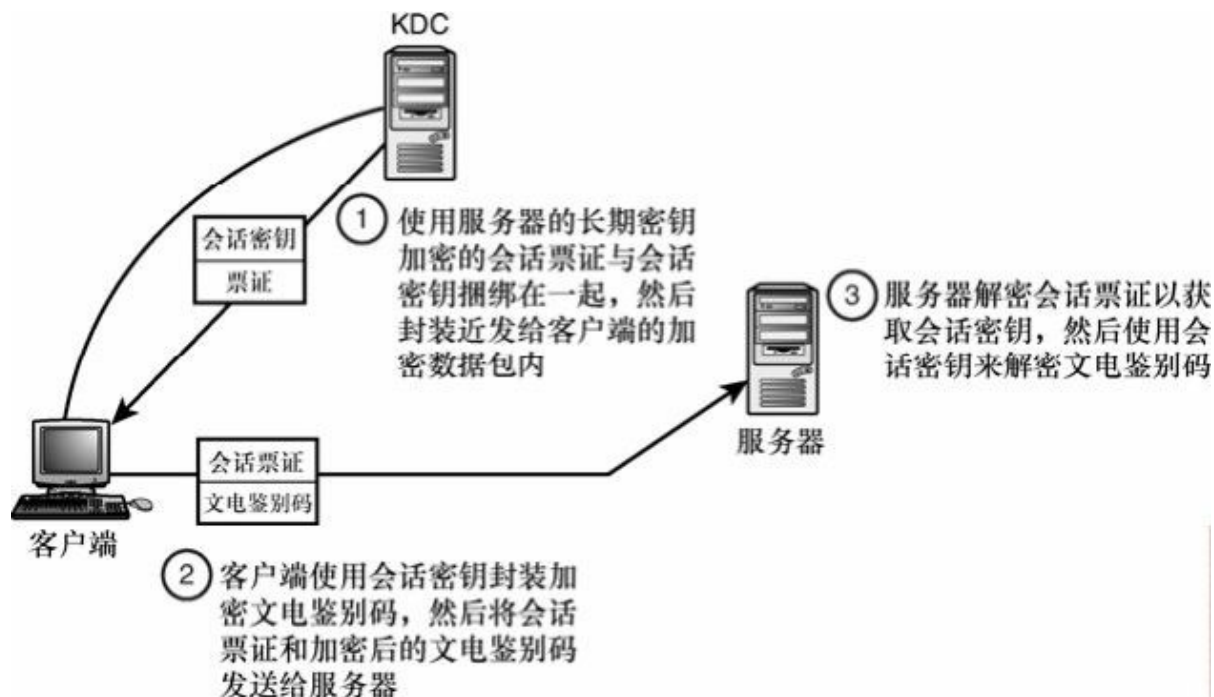 KDC
会话密钥
票证
1
使用服务器的长期密钥
加密的会话票证与会话
密钥捆绑在一起，然后
封装近发给客户端的加
密数据包内
3
服务器解密会话票证以获
取会话密钥，然后使用会
话密钥来解密文电鉴别码
服务器
会话票证
文电鉴别码
客户端
2
客户端使用会话密钥封装加
密文电鉴别码，然后将会话
票证和加密后的文电鉴别码
发送给服务器